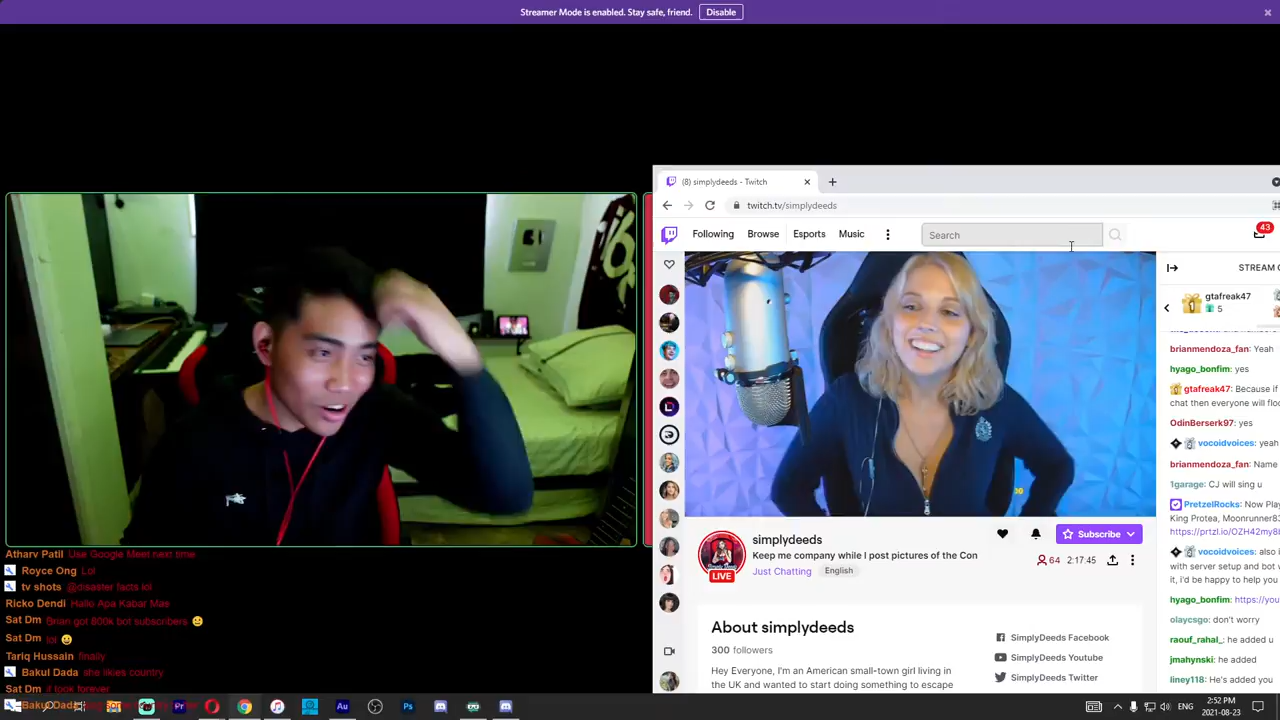 Streamer Mode is enabled. Stay safe, friend. Disable
(8) simplydeeds - Twitch
twitch.tv/simplydeeds
Following Browse Esports Music Search 43
STREAM
gtafreak47
5
brianmendoza_fan: Yeah
hyago_bonfim: yes
gtafreak47: Because if
chat then everyone will floo
OdinBerserk97: yes
vocoidvoices: yeah
brianmendoza_fan: Name
1garage: CJ will sing u
PretzelRocks: Now Play
King Protea, Moonrunner83
https://przl.io/OZH42my8
vocoidvoices: also i
with server setup and bot
it, i'd be happy to help you
hyago_bonfim: https://you
olaycsgo: don't worry
raouf_rahal_: he added u
jmahynski: he added
liney118: He's added you
simplydeeds
Keep me company while I post pictures of the Con
Just Chatting English
LIVE
64 2:17:45
Subscribe
About simplydeeds
300 followers
Hey Everyone, I'm an American small-town girl living in
the UK and wanted to start doing something to escape
SimplyDeeds Facebook
SimplyDeeds Youtube
SimplyDeeds Twitter
Atharv Patil Use Google Meet next time
Royce Ong Lol
tv shots @disaster facts lol
Ricko Dendi Hallo Apa Kabar Mas
Sat Dm Brian got 800k bot subscribers
Sat Dm lol
Tariq Hussain finally
Bakul Dada she likies country
Sat Dm it took forever
Bakul Dada
ENG 2:52 PM
2021-08-23